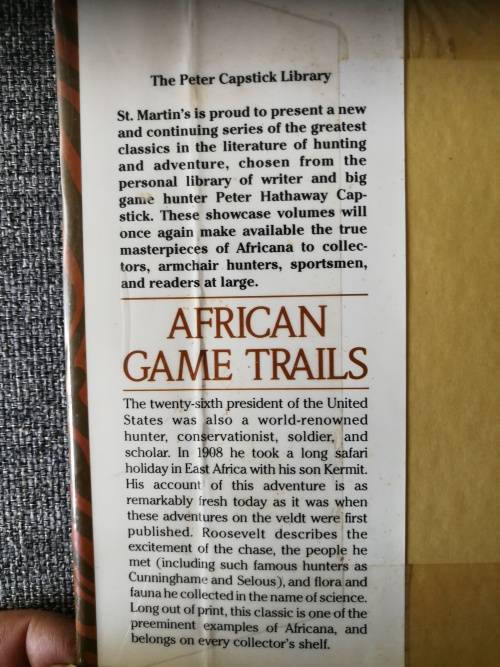 The Peter Capstick Library
St. Martin's is proud to present a new
and continuing series of the greatest
classics in the literature of hunting
and adventure, chosen from the
personal library of writer and big
game hunter Peter Hathaway Cap-
stick. These showcase volumes will
once again make available the true
masterpieces of Africana to collec-
tors, armchair hunters, sportsmen,
and readers at large.
AFRICAN
GAME TRAILS
The twenty-sixth president of the United
States was also a world-renowned
hunter, conservationist, soldier, and
scholar. In 1908 he took a long safari
holiday in East Africa with his son Kermit.
His account of this adventure is as
remarkably fresh today as it was when
these adventures on the veldt were first
published. Roosevelt describes the
excitement of the chase, the people he
met (including such famous hunters as
Cunninghame and Selous), and flora and
fauna he collected in the name of science.
Long out of print, this classic is one of the
preeminent examples of Africana, and
belongs on every collector's shelf.